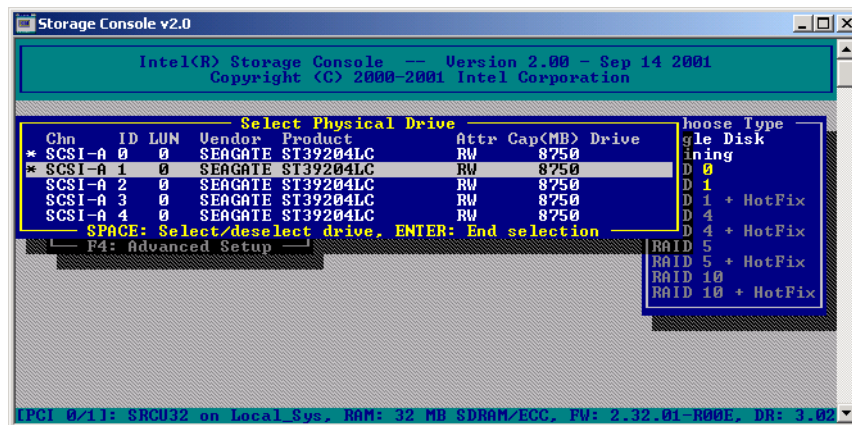 Storage Console v2.0
Intel(R) Storage Console -- Version 2.00 - Sep 14 2001
Copyright (C) 2000-2001 Intel Corporation
Select Physical Drive
hoose Type
Chn ID LUN Vendor Product Attr Cap(MB) Drive
gle Disk
* SCSI-A 0 0 SEAGATE ST39204LC RW 8750
ining
* SCSI-A 1 0 SEAGATE ST39204LC RW 8750
D 0
SCSI-A 2 0 SEAGATE ST39204LC RW 8750
D 1
SCSI-A 3 0 SEAGATE ST39204LC RW 8750
D 1 + HotFix
SCSI-A 4 0 SEAGATE ST39204LC RW 8750
D 4
SPACE: Select/deselect drive, ENTER: End selection
D 4 + HotFix
F4: Advanced Setup
RAID 5
RAID 5 + HotFix
RAID 10
RAID 10 + HotFix
[PCI 0/1]: SRCU32 on Local_Sys, RAM: 32 MB SDRAM/ECC, FW: 2.32.01-R00E, DR: 3.02